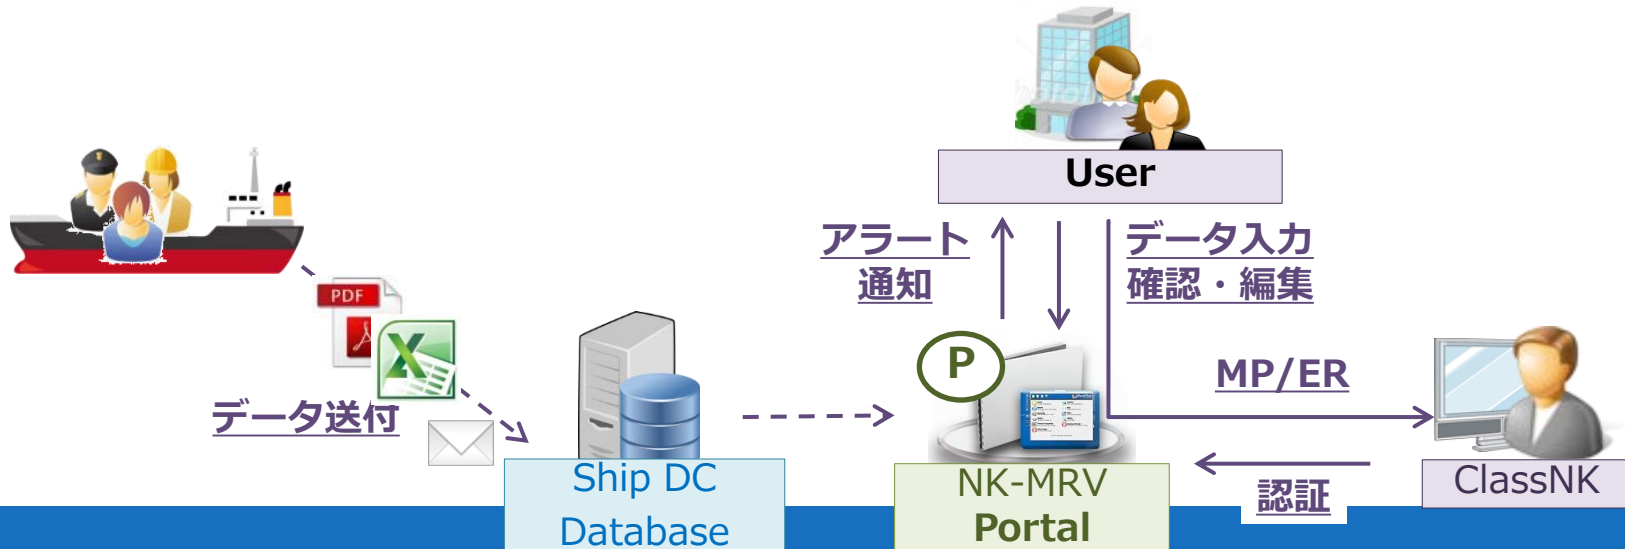 User
アラート
通知
データ入力
確認・編集
PDF
P
MP/ER
データ送付
Ship DC
Database
NK-MRV
Portal
認証
ClassNK